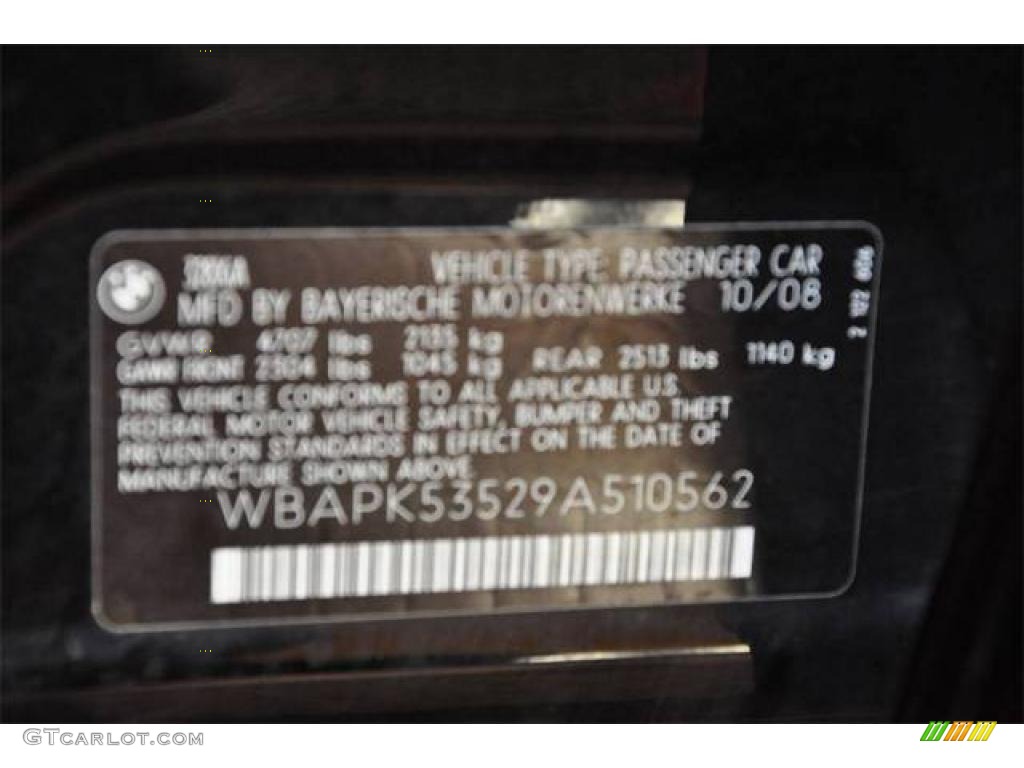 VEHICLE TYPE PASSENGER CAR
MFD BY BAYERISCHE MOTORENWERKE 10/08
GVWR 4707 lbs 2135 kg
GAWR FRONT 2304 lbs 1045 kg REAR 2513 lbs 1140 kg
THIS VEHICLE CONFORMS TO ALL APPLICABLE U.S.
FEDERAL MOTOR VEHICLE SAFETY, BUMPER AND THEFT
PREVENTION STANDARDS IN EFFECT ON THE DATE OF
MANUFACTURE SHOWN ABOVE
WBAPK53529A510562
GTCARLOT.COM